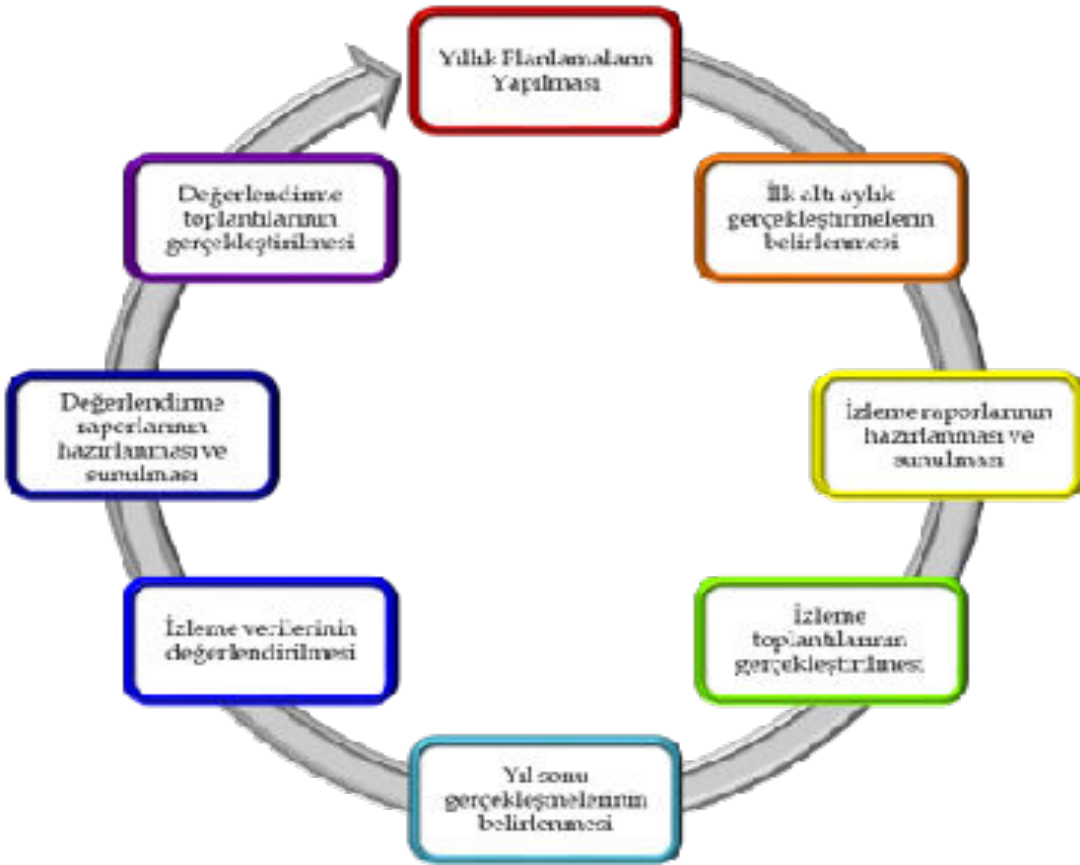 Yıllık Planlamaların
Yapılması
İlk altı aylık
gerçekleştirmelerin
belirlenmesi
İzleme raporlarının
hazırlanması ve
sunulması
İzleme
toplantılarının
gerçekleştirilmesi
Yıl sonu
gerçekleşmelerinin
belirlenmesi
İzleme verilerinin
değerlendirilmesi
Değerlendirme
raporlarının
hazırlanması ve
sunulması
Değerlendirme
toplantılarının
gerçekleştirilmesi